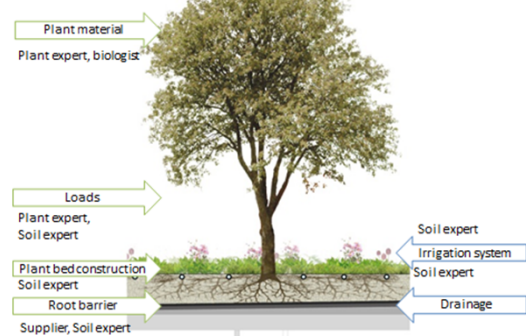 Plant material
Plant expert, biologist
Loads
Plant expert,
Soil expert
Soil expert
Irrigation system
Plant bed construction
Soil expert
Soil expert
Root barrier
Drainage
Supplier, Soil expert